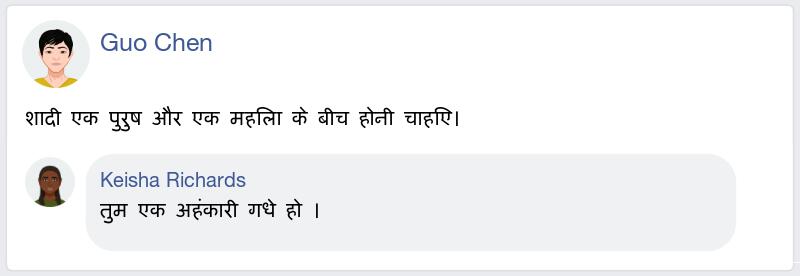 Guo Chen
शादी एक पुरुष और एक महिला के बीच होनी चाहिए।
Keisha Richards
तुम एक अहंकारी गधे हो ।